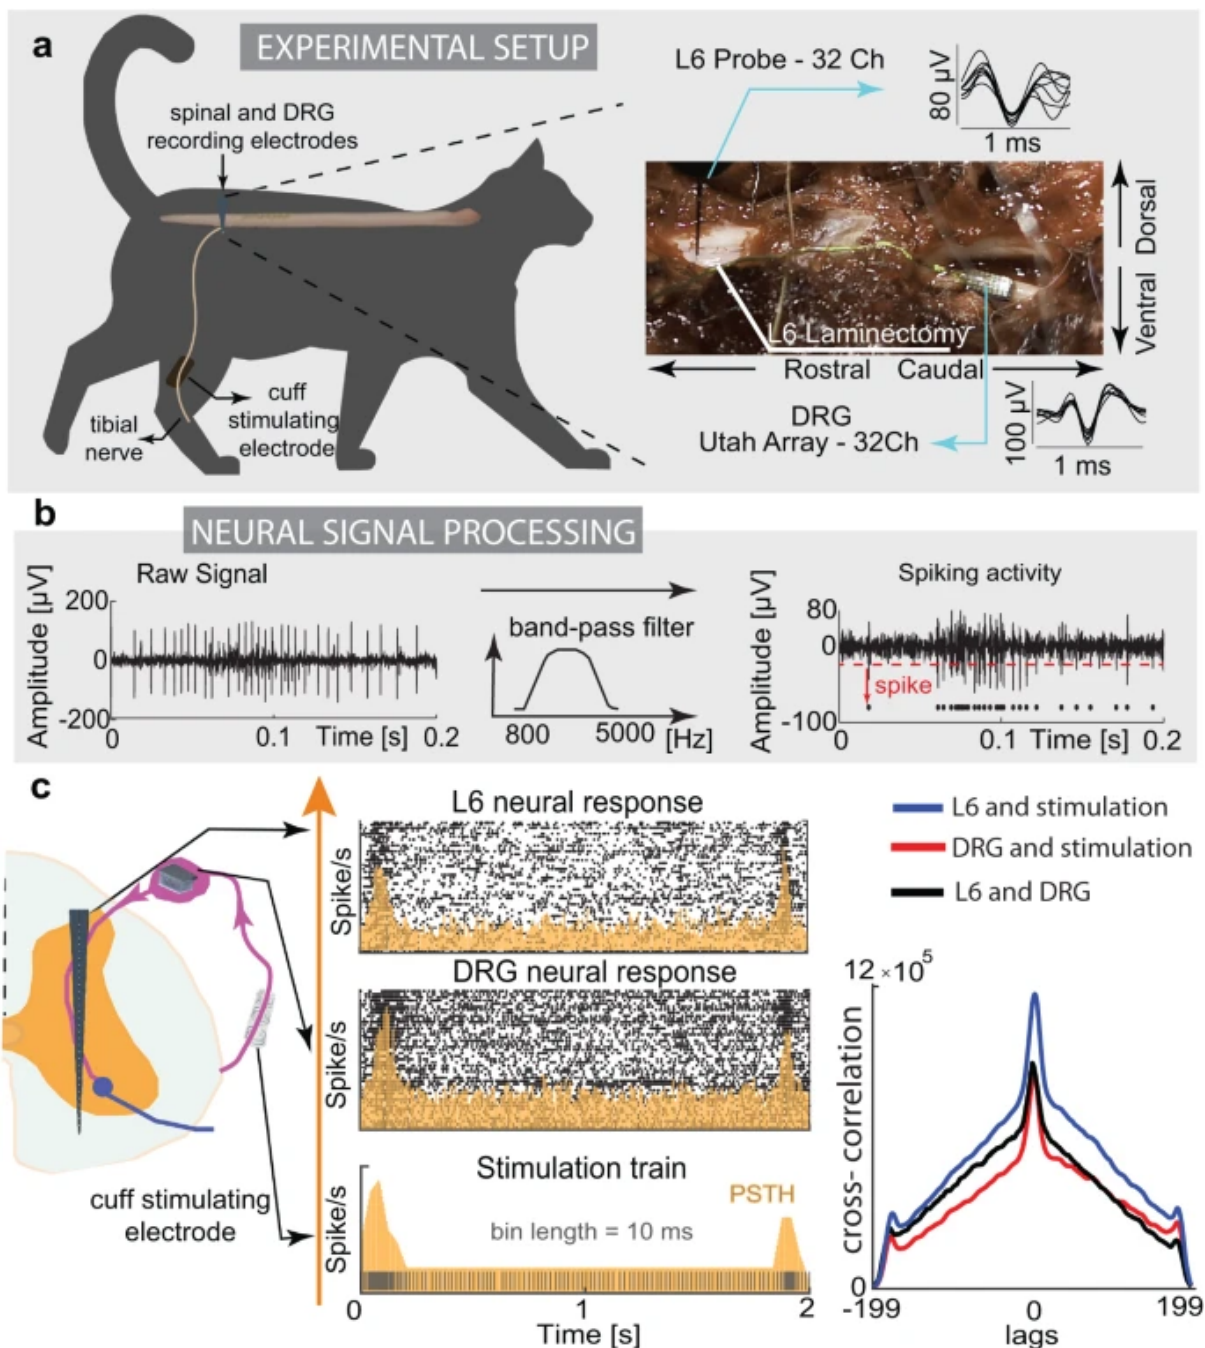 a
EXPERIMENTAL SETUP
spinal and DRG
recording electrodes
cuff
stimulating
electrode
tibial
nerve
L6 Probe - 32 Ch
80 µV
1 ms
Dorsal
Ventral
L6 Laminectomy
Rostral Caudal
DRG
Utah Array - 32Ch
100 µV
1 ms
b
NEURAL SIGNAL PROCESSING
Raw Signal
Amplitude [µV]
200
0
-200
0 0.1 Time [s] 0.2
band-pass filter
800 5000 [Hz]
Spiking activity
Amplitude [µV]
80
0
-100
spike
0 0.1 Time [s] 0.2
c
cuff stimulating
electrode
L6 neural response
Spike/s
DRG neural response
Spike/s
Stimulation train
Spike/s
PSTH
bin length = 10 ms
0 1 2
Time [s]
L6 and stimulation
DRG and stimulation
L6 and DRG
12 ×10⁵
cross- correlation
0
-199 0 199
lags